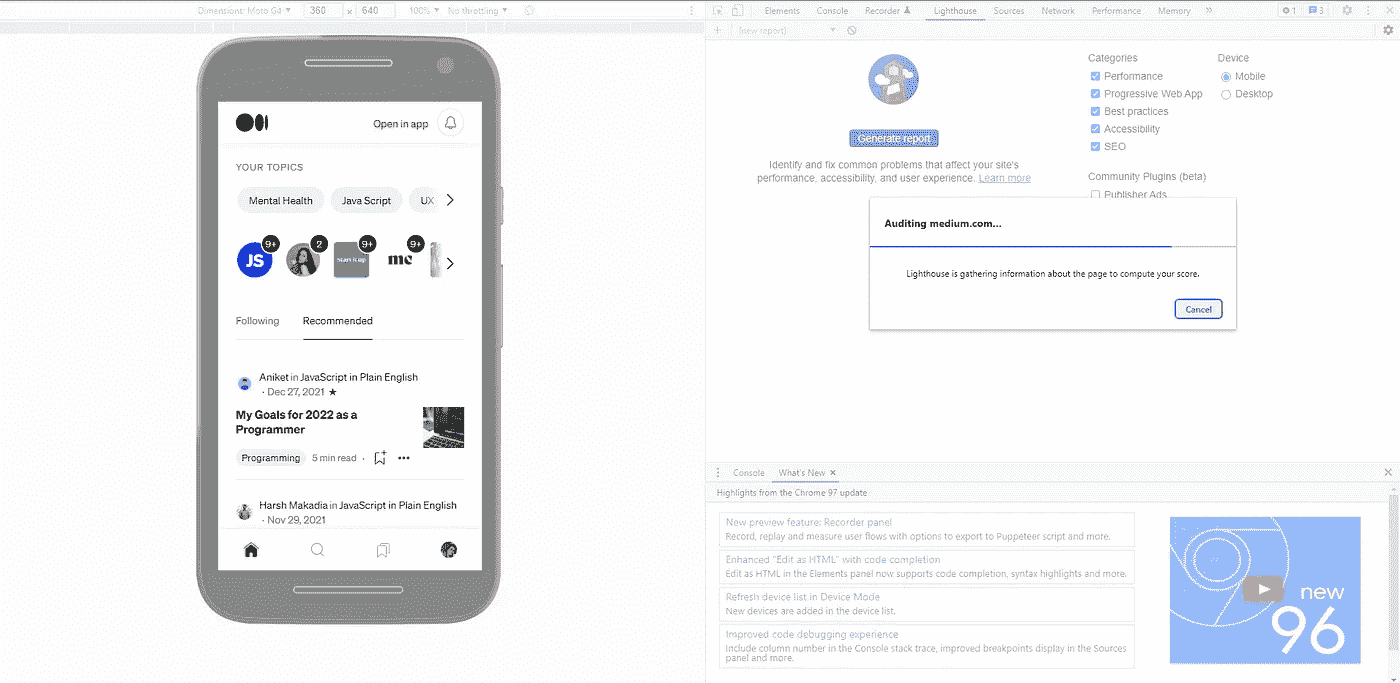 Dimensions: Moto G4 ▼ 360 x 640 100% ▼ No throttling ▼
Elements Console Recorder Lighthouse Sources Network Performance Memory » 1 3
+ (new report) ▼
Open in app
YOUR TOPICS
Mental Health Java Script UX
9+ 2 9+ 9+
JS me
Following Recommended
Aniket in JavaScript in Plain English
· Dec 27, 2021 ★
My Goals for 2022 as a
Programmer
Programming 5 min read ·
Harsh Makadia in JavaScript in Plain English
· Nov 29, 2021
Generate report
Identify and fix common problems that affect your site's
performance, accessibility, and user experience. Learn more
Categories
Performance
Progressive Web App
Best practices
Accessibility
SEO
Device
Mobile
Desktop
Community Plugins (beta)
Publisher Ads
Auditing medium.com...
Lighthouse is gathering information about the page to compute your score.
Cancel
Console What's New ×
Highlights from the Chrome 97 update
New preview feature: Recorder panel
Record, replay and measure user flows with options to export to Puppeteer script and more.
Enhanced "Edit as HTML" with code completion
Edit as HTML in the Elements panel now supports code completion, syntax highlights and more.
Refresh device list in Device Mode
New devices are added in the device list.
Improved code debugging experience
Include column number in the Console stack trace, improved breakpoints display in the Sources
panel and more.
new
96